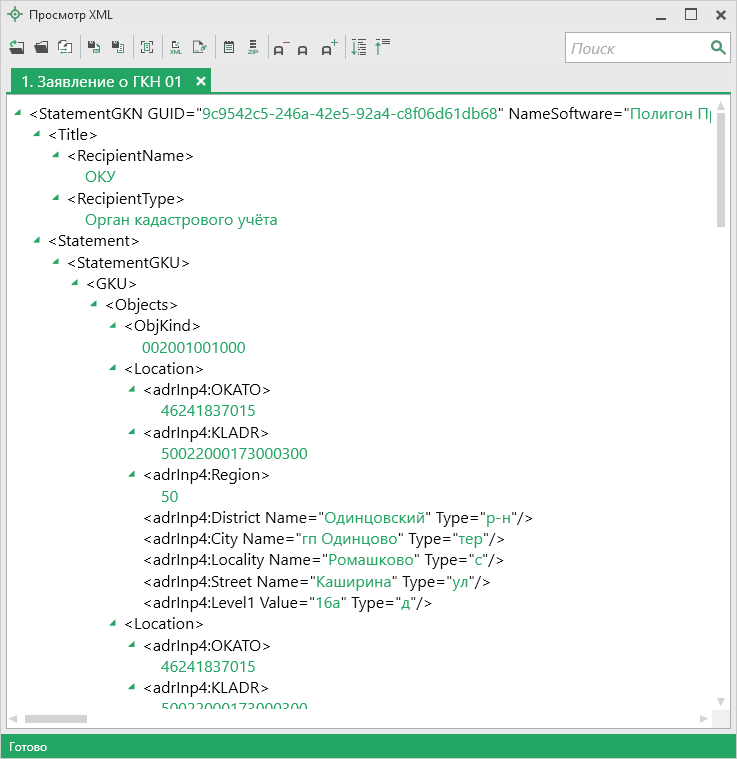 Просмотр XML
Поиск
1. Заявление о ГКН 01
<StatementGKN GUID="9c9542c5-246a-42e5-92a4-c8f06d61db68" NameSoftware="Полигон Пр
<Title>
<RecipientName>
ОКУ
<RecipientType>
Орган кадастрового учёта
<Statement>
<StatementGKU>
<GKU>
<Objects>
<ObjKind>
002001001000
<Location>
<adrInp4:OKATO>
46241837015
<adrInp4:KLADR>
50022000173000300
<adrInp4:Region>
50
<adrInp4:District Name="Одинцовский" Type="р-н"/>
<adrInp4:City Name="гп Одинцово" Type="тер"/>
<adrInp4:Locality Name="Ромашково" Type="с"/>
<adrInp4:Street Name="Каширина" Type="ул"/>
<adrInp4:Level1 Value="16а" Type="д"/>
<Location>
<adrInp4:OKATO>
46241837015
<adrInp4:KLADR>
50022000173000300
Готово